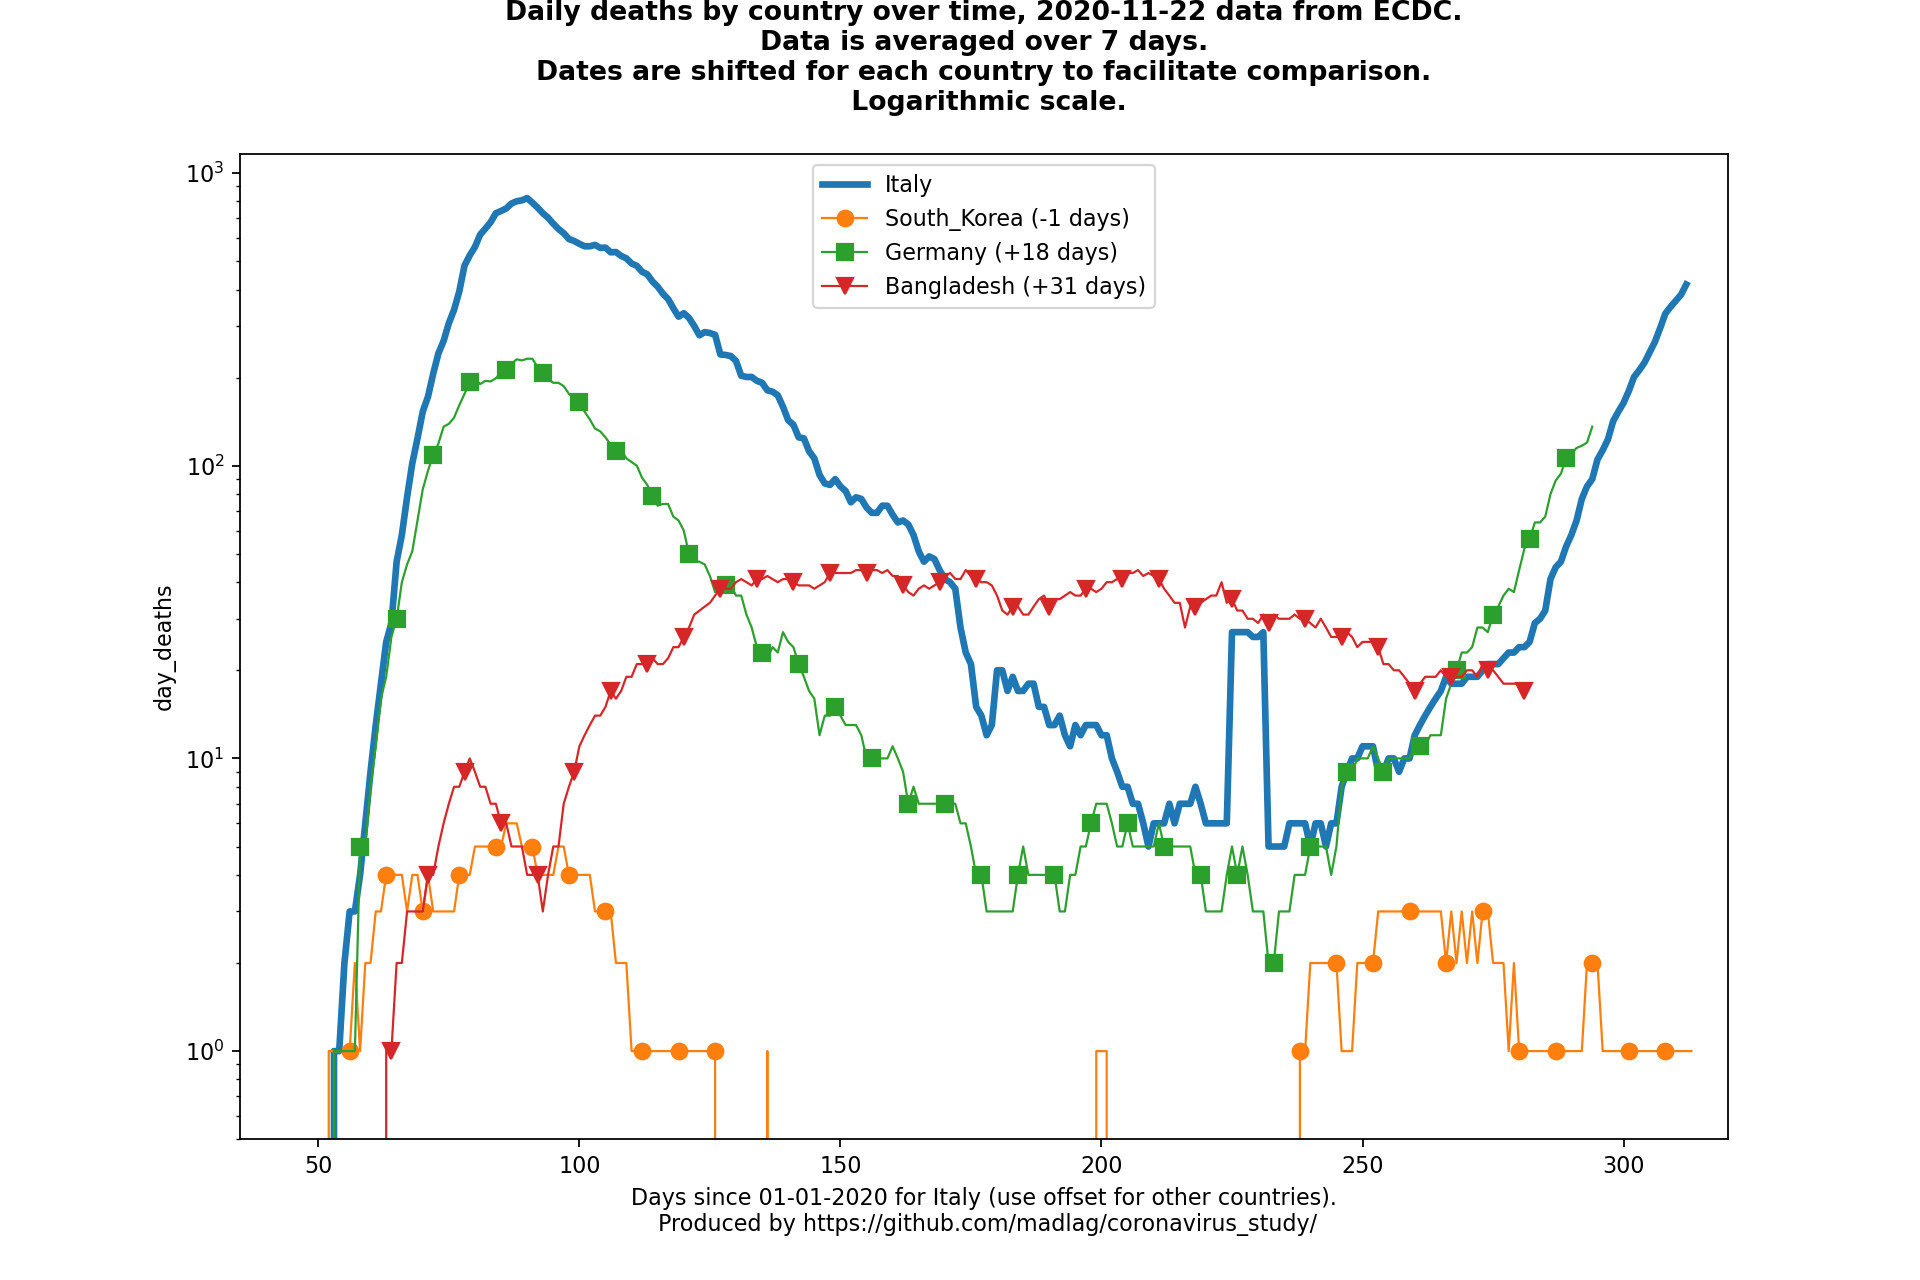 Daily deaths by country over time, 2020-11-22 data from ECDC.
Data is averaged over 7 days.
Dates are shifted for each country to facilitate comparison.
Logarithmic scale.
10³
10²
10¹
10⁰
day_deaths
Italy
South_Korea (-1 days)
Germany (+18 days)
Bangladesh (+31 days)
50 100 150 200 250 300
Days since 01-01-2020 for Italy (use offset for other countries).
Produced by https://github.com/madlag/coronavirus_study/